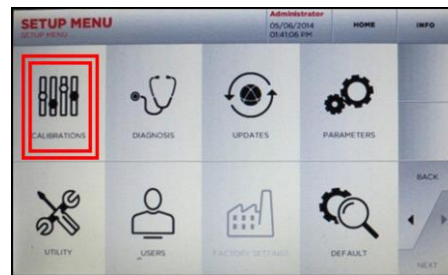 SETUP MENU
SETUP MENU
Administrator
05/06/2014
01:41:06 PM
HOME
INFO
CALIBRATIONS
DIAGNOSIS
UPDATES
PARAMETERS
BACK
UTILITY
USERS
FACTORY SETTINGS
DEFAULT
NEXT